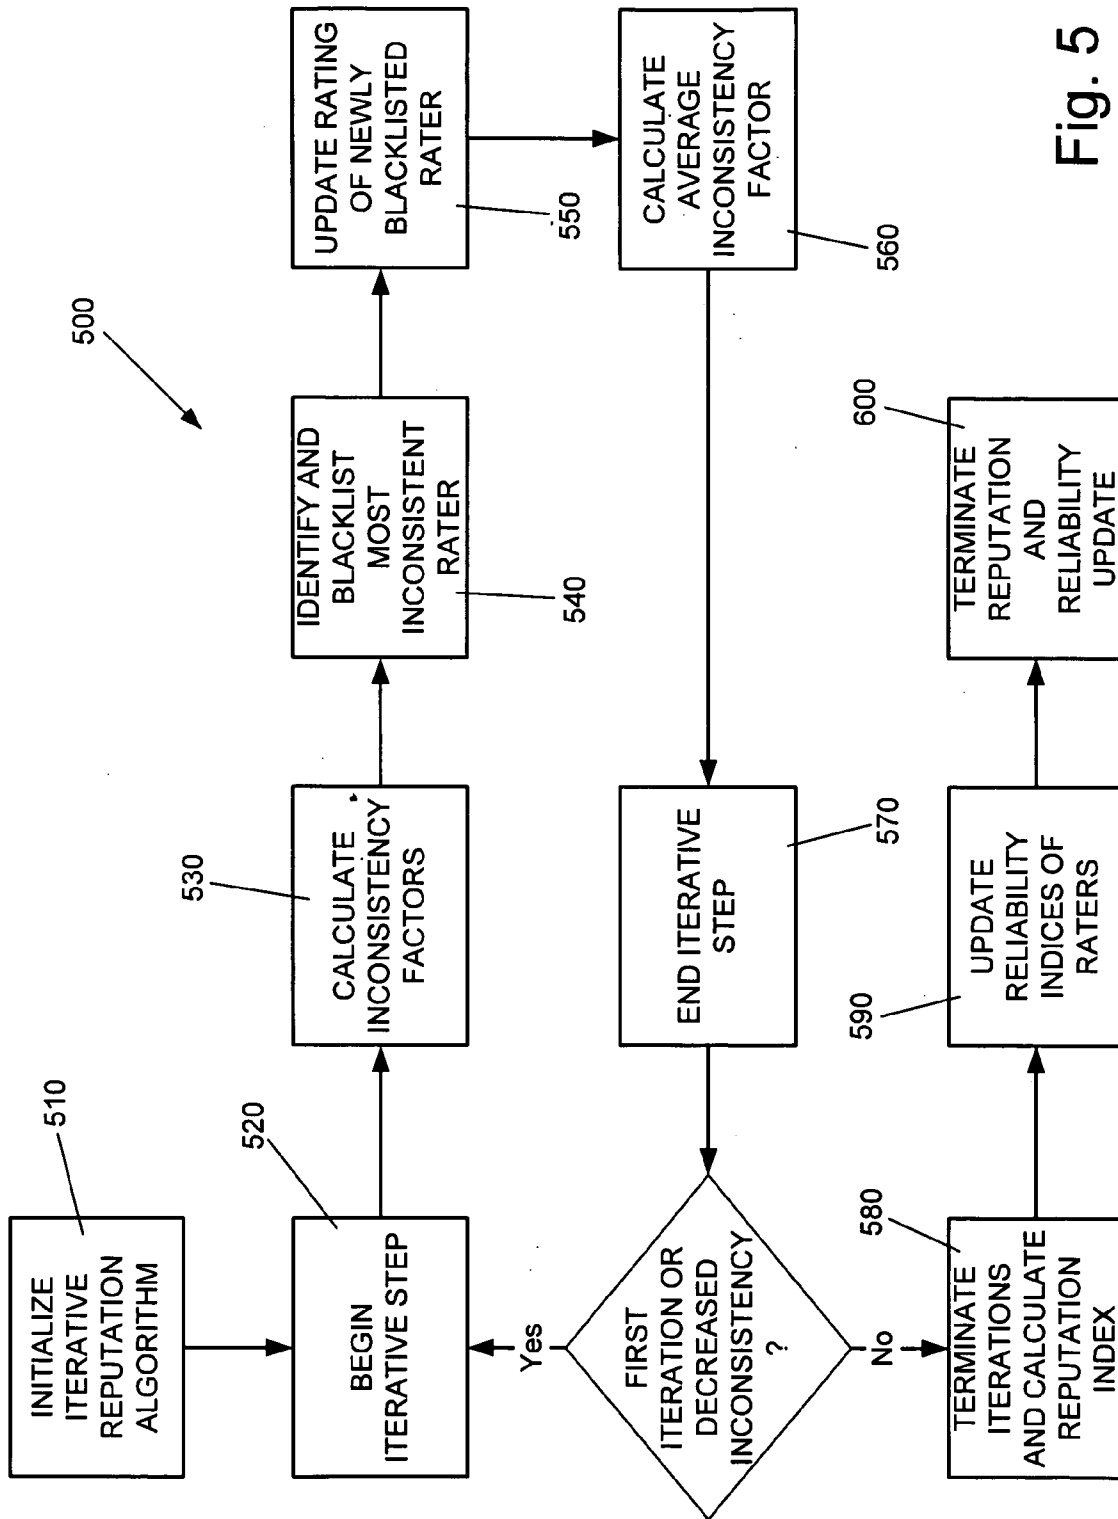 500
510
INITIALIZE
ITERATIVE
REPUTATION
ALGORITHM
520
BEGIN
ITERATIVE STEP
530
CALCULATE
INCONSISTENCY
FACTORS
540
IDENTIFY AND
BLACKLIST
MOST
INCONSISTENT
RATER
550
UPDATE RATING
OF NEWLY
BLACKLISTED
RATER
560
CALCULATE
AVERAGE
INCONSISTENCY
FACTOR
570
END ITERATIVE
STEP
FIRST
ITERATION OR
DECREASED
INCONSISTENCY
?
Yes
No
580
TERMINATE
ITERATIONS
AND CALCULATE
REPUTATION
INDEX
590
UPDATE
RELIABILITY
INDICES OF
RATERS
600
TERMINATE
REPUTATION
AND
RELIABILITY
UPDATE
Fig. 5